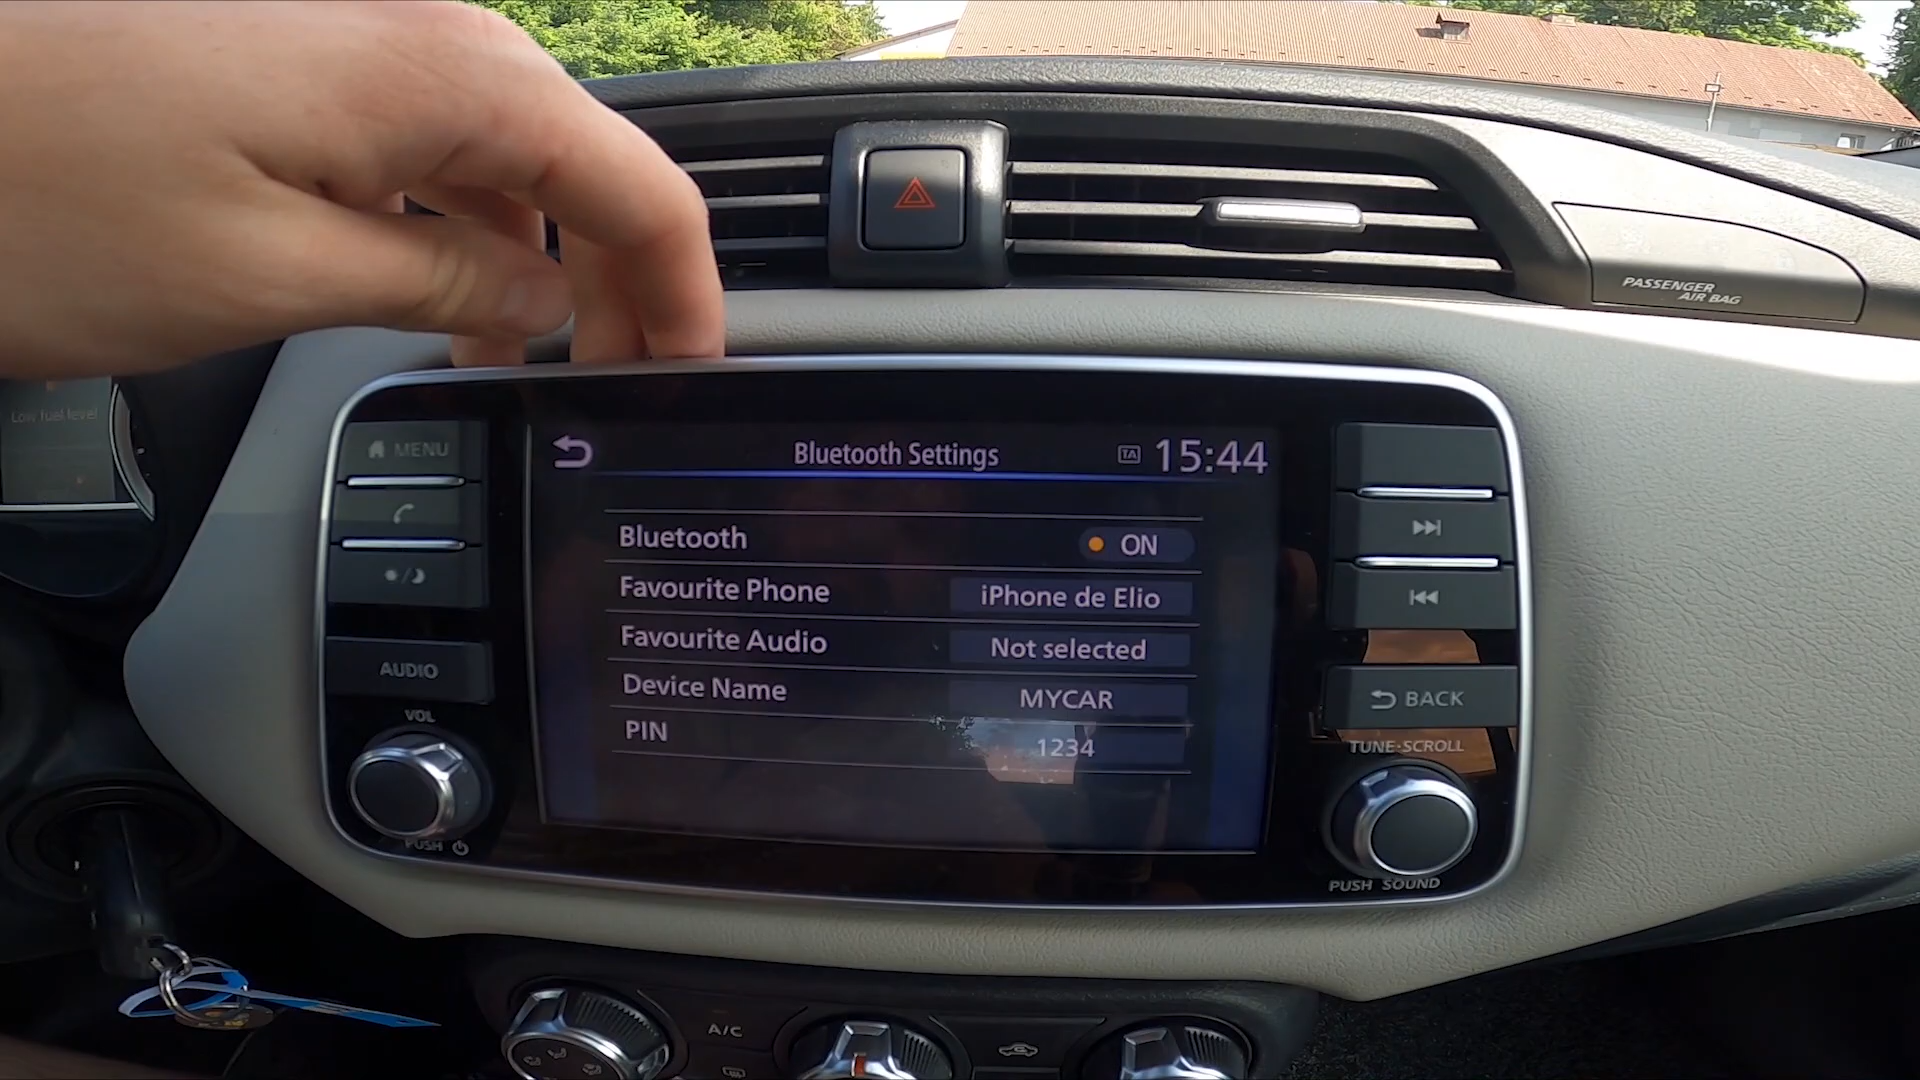 PASSENGER
AIR BAG
Low fuel level
MENU
AUDIO
VOL
PUSH
Bluetooth Settings
TA 15:44
Bluetooth ON
Favourite Phone iPhone de Elio
Favourite Audio Not selected
Device Name MYCAR
PIN 1234
BACK
TUNE·SCROLL
PUSH SOUND
A/C